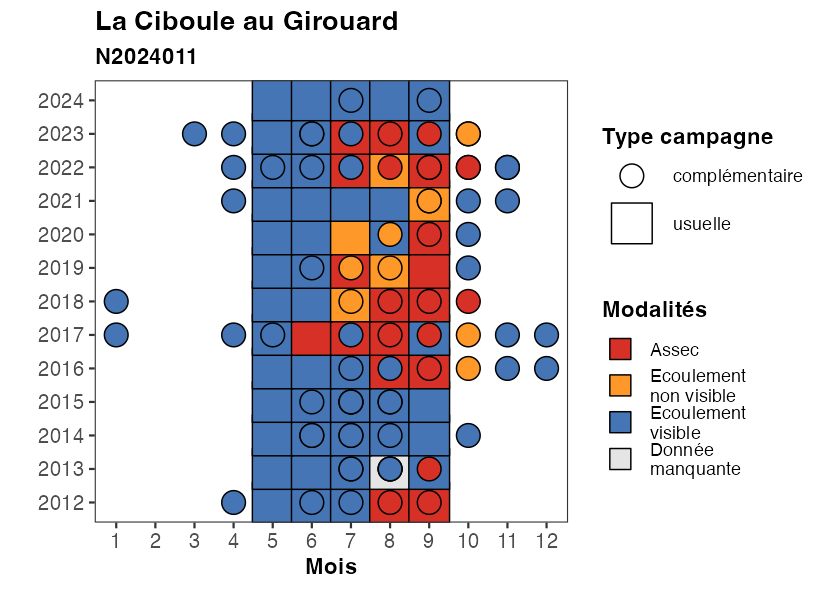 La Ciboule au Girouard
N2024011
2024
2023
2022
2021
2020
2019
2018
2017
2016
2015
2014
2013
2012
1 2 3 4 5 6 7 8 9 10 11 12
Mois
Type campagne
complémentaire
usuelle
Modalités
Assec
Ecoulement
non visible
Ecoulement
visible
Donnée
manquante